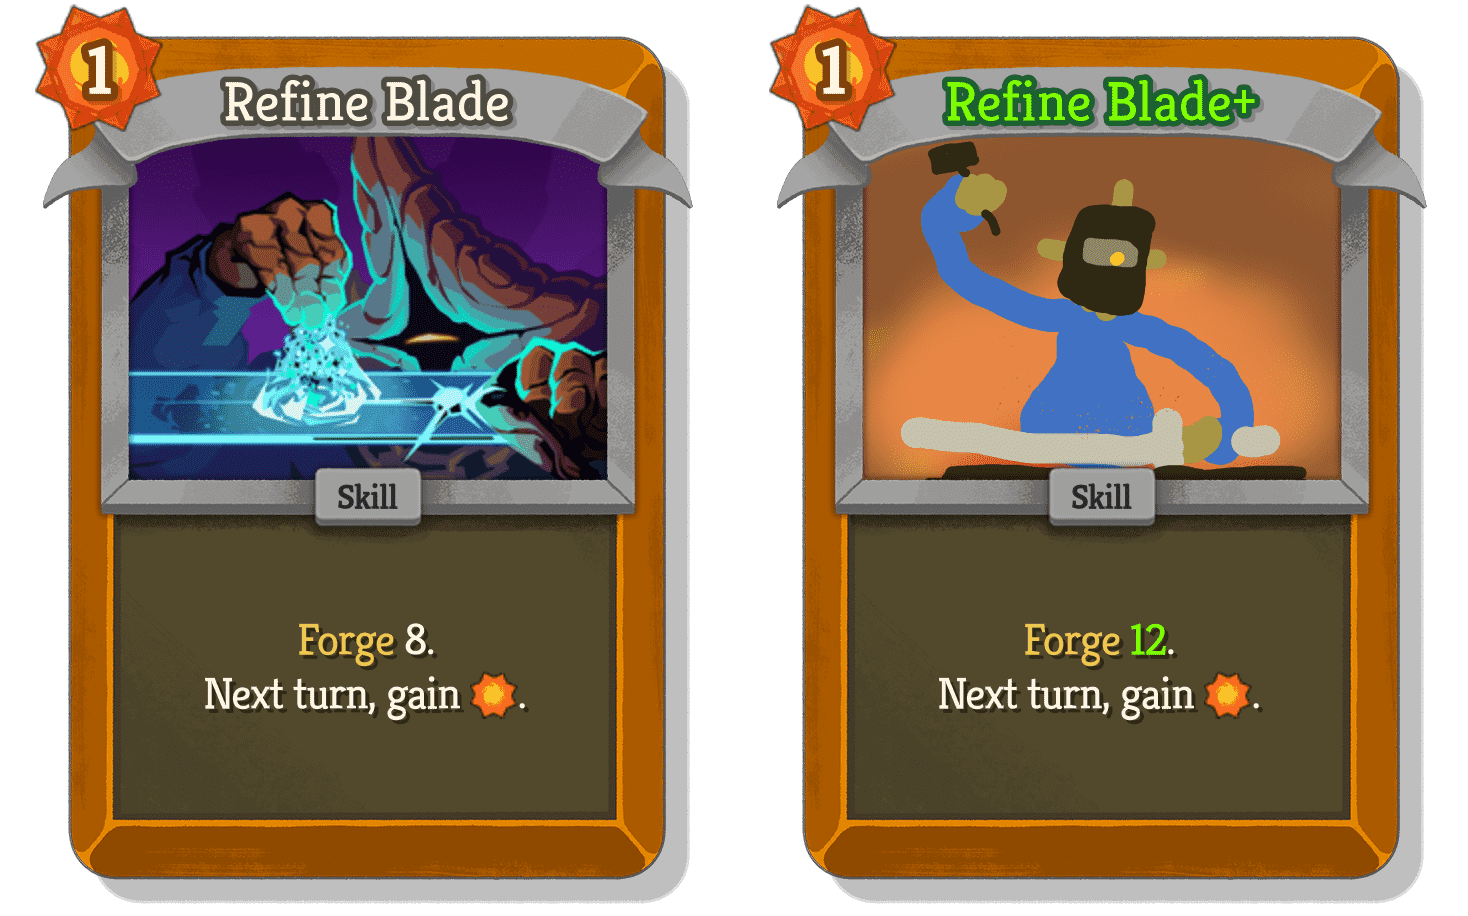 1
Refine Blade
Skill
Forge 8.
Next turn, gain .
1
Refine Blade+
Skill
Forge 12.
Next turn, gain .